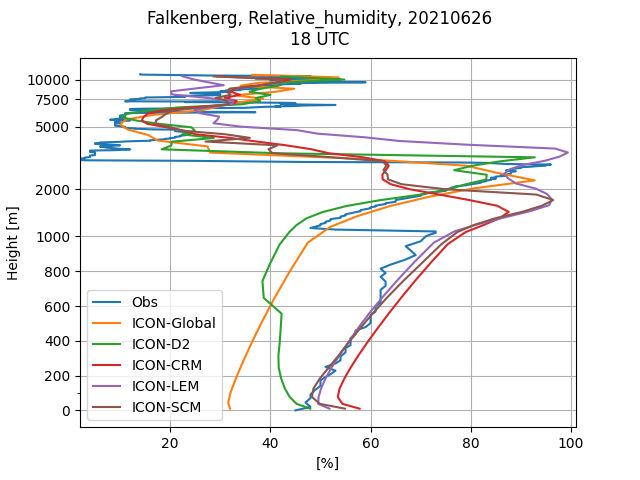 Falkenberg, Relative_humidity, 20210626
18 UTC
10000
7500
5000
2000
1000
800
600
400
200
0
Height [m]
Obs
ICON-Global
ICON-D2
ICON-CRM
ICON-LEM
ICON-SCM
20 40 60 80 100
[%]